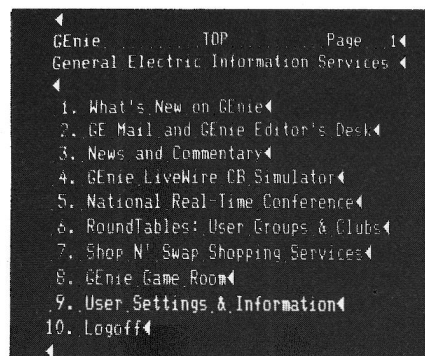 GEnie TOP Page 1
General Electric Information Services
1. What's New on GEnie
2. GE Mail and GEnie Editor's Desk
3. News and Commentary
4. GEnie LiveWire CB Simulator
5. National Real-Time Conference
6. RoundTables: User Groups & Clubs
7. Shop N' Swap Shopping Services
8. GEnie Game Room
9. User Settings & Information
10. Logoff